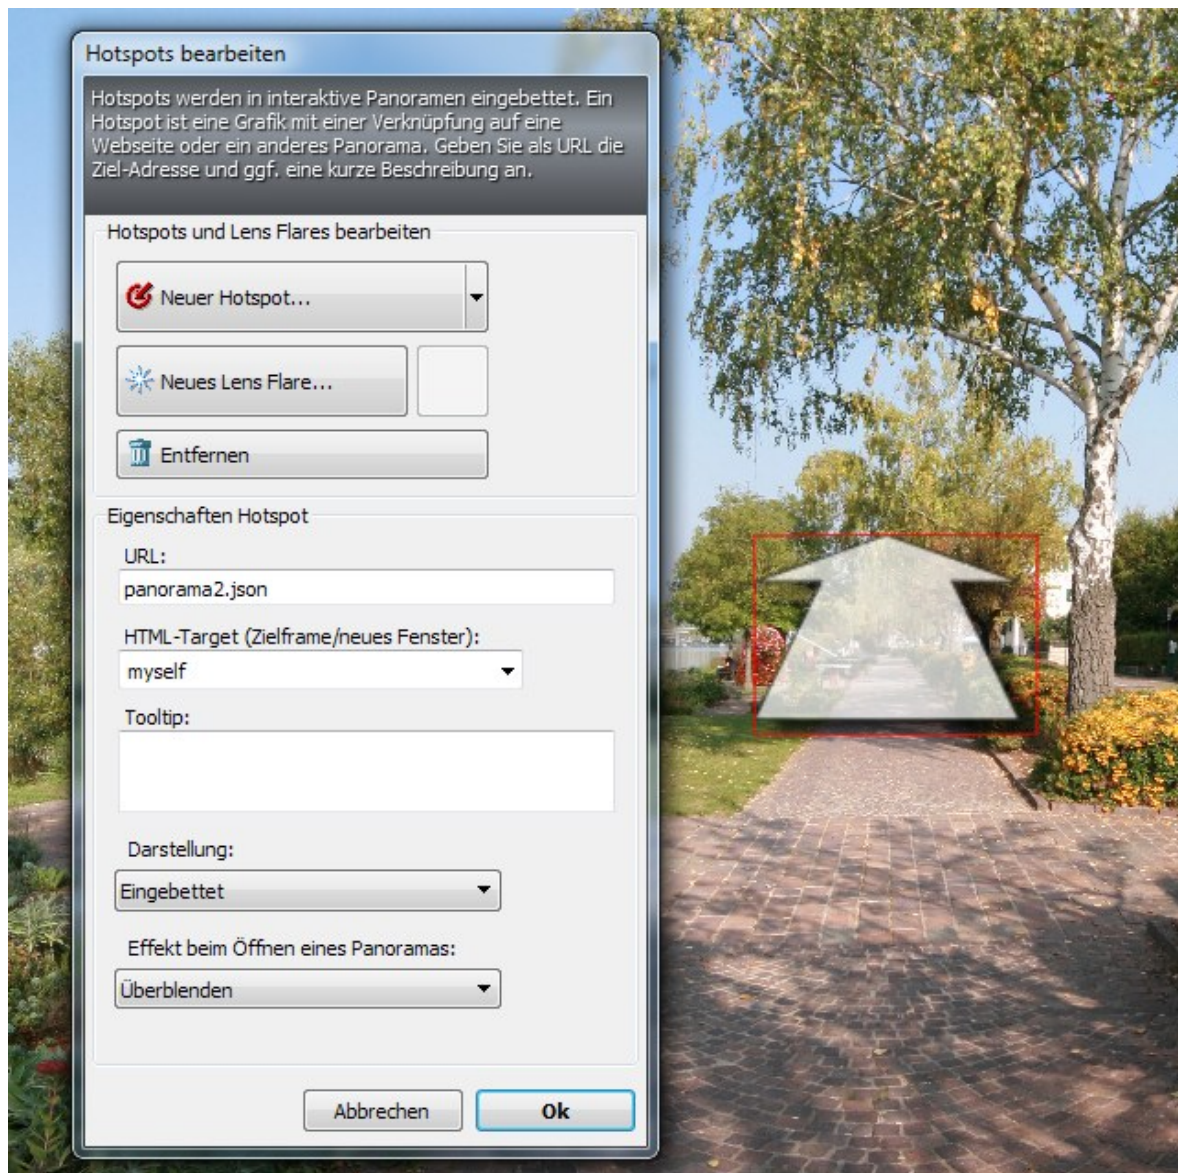 Hotspots bearbeiten
Hotspots werden in interaktive Panoramen eingebettet. Ein
Hotspot ist eine Grafik mit einer Verknüpfung auf eine
Webseite oder ein anderes Panorama. Geben Sie als URL die
Ziel-Adresse und ggf. eine kurze Beschreibung an.
Hotspots und Lens Flares bearbeiten
Neuer Hotspot...
Neues Lens Flare...
Entfernen
Eigenschaften Hotspot
URL:
panorama2.json
HTML-Target (Zielframe/neues Fenster):
myself
Tooltip:
Darstellung:
Eingebettet
Effekt beim Öffnen eines Panoramas:
Überblenden
Abbrechen
Ok